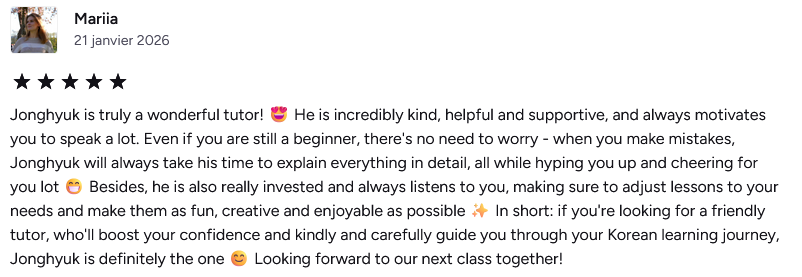 Mariia
21 janvier 2026
★★★★★
Jonghyuk is truly a wonderful tutor! 😍 He is incredibly kind, helpful and supportive, and always motivates
you to speak a lot. Even if you are still a beginner, there's no need to worry - when you make mistakes,
Jonghyuk will always take his time to explain everything in detail, all while hyping you up and cheering for
you lot 😁 Besides, he is also really invested and always listens to you, making sure to adjust lessons to your
needs and make them as fun, creative and enjoyable as possible ✨ In short: if you're looking for a friendly
tutor, who'll boost your confidence and kindly and carefully guide you through your Korean learning journey,
Jonghyuk is definitely the one 😊 Looking forward to our next class together!